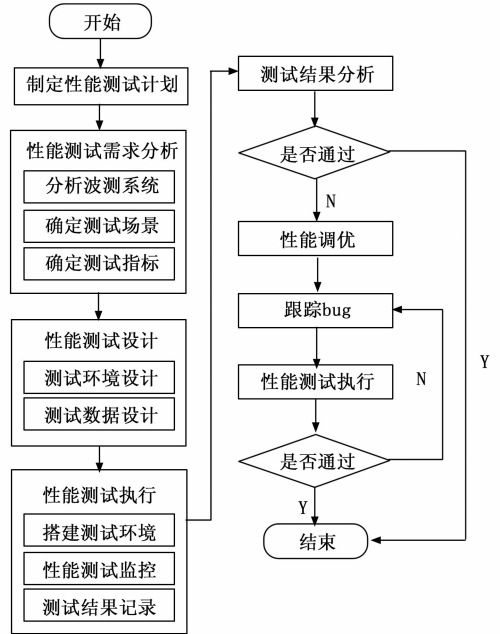 开始
制定性能测试计划
性能测试需求分析
分析波测系统
确定测试场景
确定测试指标
性能测试设计
测试环境设计
测试数据设计
性能测试执行
搭建测试环境
性能测试监控
测试结果记录
测试结果分析
是否通过
N
Y
性能调优
跟踪bug
性能测试执行
N
是否通过
Y
结束